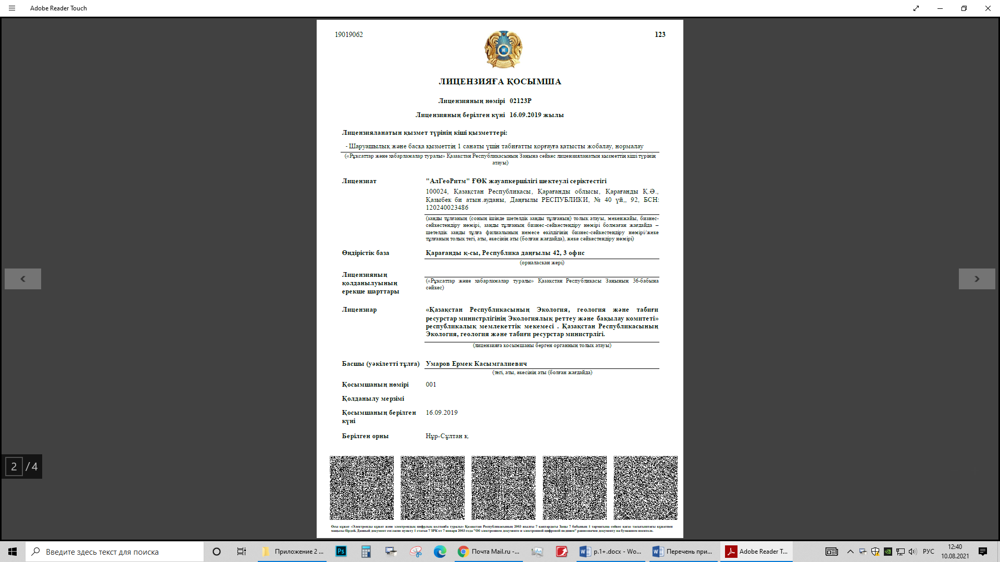 Adobe Reader Touch
19019062
123
ЛИЦЕНЗИЯҒА ҚОСЫМША
Лицензияның нөмірі 02123Р
Лицензияның берілген күні 16.09.2019 жылы
Лицензияланатын қызмет түрінің кіші қызметтері:
- Шаруашылық және басқа қызметтің 1 санаты үшін табиғатты қорғауға қатысты жобалау, нормалау
(«Рұқсаттар және хабарламалар туралы» Қазақстан Республикасының Заңына сәйкес лицензияланатын қызметтің кіші түрінің
атауы)
Лицензиат
"АлГеоРитм" ҒӨК жауапкершілігі шектеулі серіктестігі
100024, Қазақстан Республикасы, Қарағанды облысы, Қарағанды Қ.Ә.,
Қазыбек би атын.ауданы, Даңғылы РЕСПУБЛИКИ, № 40 үй,, 92, БСН:
120240023486
(заңды тұлғаның (соның ішінде шетелдік заңды тұлғаның) толық атауы, мекенжайы, бизнес-
сәйкестендіру нөмірі, заңды тұлғаның бизнес-сәйкестендіру нөмірі болмаған жағдайда –
шетелдік заңды тұлға филиалының немесе өкілдігінің бизнес-сәйкестендіру нөмірі/жеке
тұлғаның толық тегі, аты, әкесінің аты (болған жағдайда), жеке сәйкестендіру нөмірі)
Өндірістік база
Қарағанды қ-сы, Республика даңғылы 42, 3 офис
(орналасқан жері)
Лицензияның
қолданылуының
ерекше шарттары
(«Рұқсаттар және хабарламалар туралы» Қазақстан Республикасы Заңының 36-бабына
сәйкес)
Лицензиар
«Қазақстан Республикасының Экология, геология және табиғи
ресурстар министрлігінің Экологиялық реттеу және бақылау комитеті»
республикалық мемлекеттік мекемесі . Қазақстан Республикасының
Экология, геология және табиғи ресурстар министрлігі.
(лицензияға қосымшаны берген органның толық атауы)
Басшы (уәкілетті тұлға) Умаров Ермек Касымгалиевич
(тегі, аты, әкесінің аты (болған жағдайда)
Қосымшаның нөмірі 001
Қолданылу мерзімі
Қосымшаның берілген
күні
16.09.2019
Берілген орны Нұр-Сұлтан қ.
Осы құжат «Электронды құжат және электрондық цифрлық қолтаңба туралы» Қазақстан Республикасының 2003 жылғы 7 қаңтардағы Заңы 7 бабының 1 тармағына сәйкес қағаз тасығыштағы құжатпен
маңызы бірдей. Данный документ согласно пункту 1 статьи 7 ЗРК от 7 января 2003 года "Об электронном документе и электронной цифровой подписи" равнозначен документу на бумажном носителе.
2 / 4
Введите здесь текст для поиска
Приложение 2 ...
Ps
Почта Mail.ru -...
р.1+.docx - Wo...
Перечень при...
Adobe Reader T...
РУС
12:40
10.08.2021